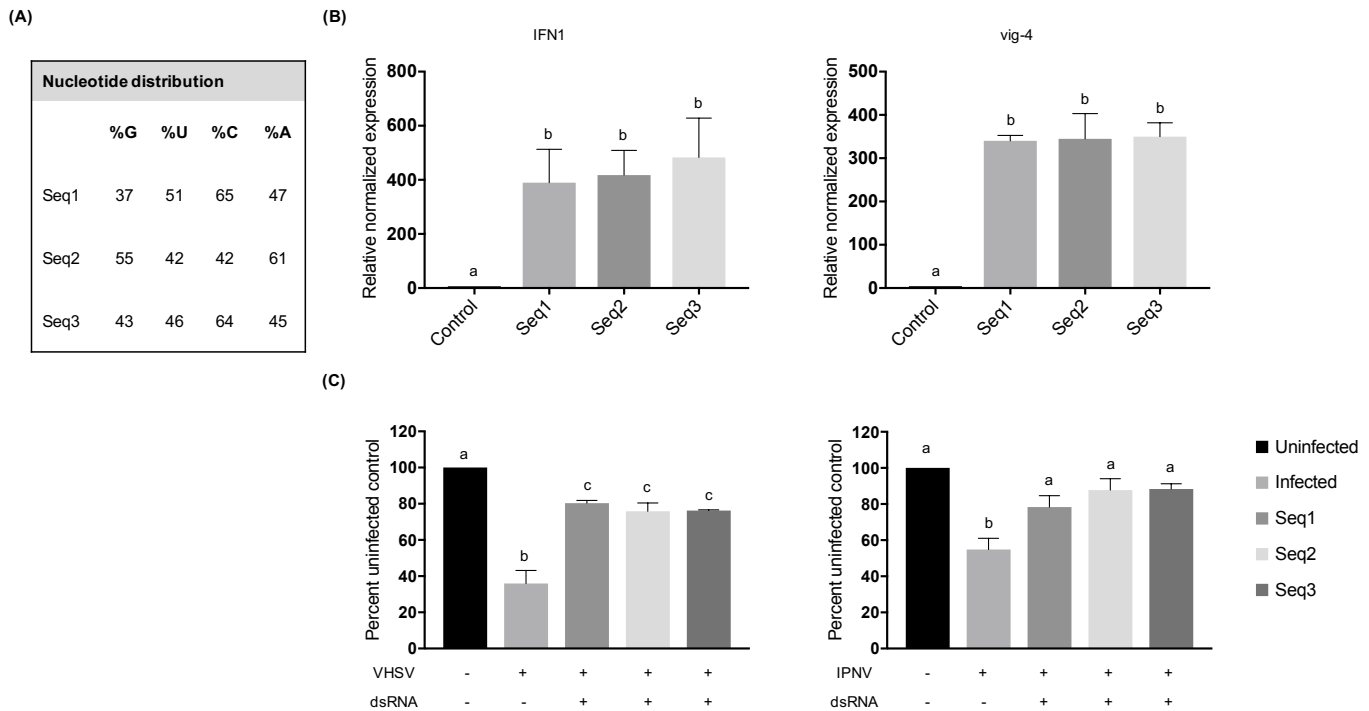 (A)
Nucleotide distribution
%G %U %C %A
Seq1 37 51 65 47
Seq2 55 42 42 61
Seq3 43 46 64 45
(B)
IFN1
Relative normalized expression
800
600
400
200
0
a
b
b
b
Control
Seq1
Seq2
Seq3
vig-4
Relative normalized expression
500
400
300
200
100
0
a
b
b
b
Control
Seq1
Seq2
Seq3
(C)
Percent uninfected control
120
100
80
60
40
20
0
a
b
c
c
c
VHSV - + + + +
dsRNA - - + + +
Percent uninfected control
120
100
80
60
40
20
0
a
b
a
a
a
IPNV - + + + +
dsRNA - - + + +
Uninfected
Infected
Seq1
Seq2
Seq3